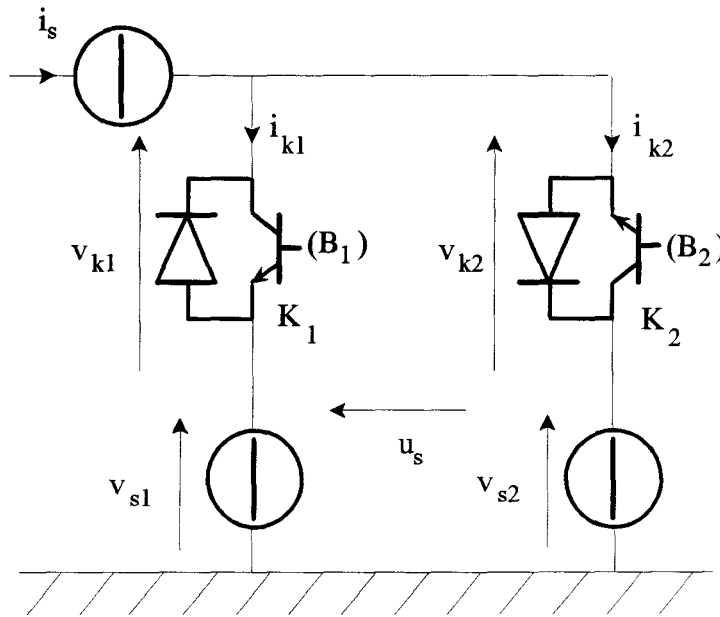 i_s
i_k1
i_k2
v_k1
(B_1)
v_k2
(B_2)
K_1
K_2
u_s
v_s1
v_s2